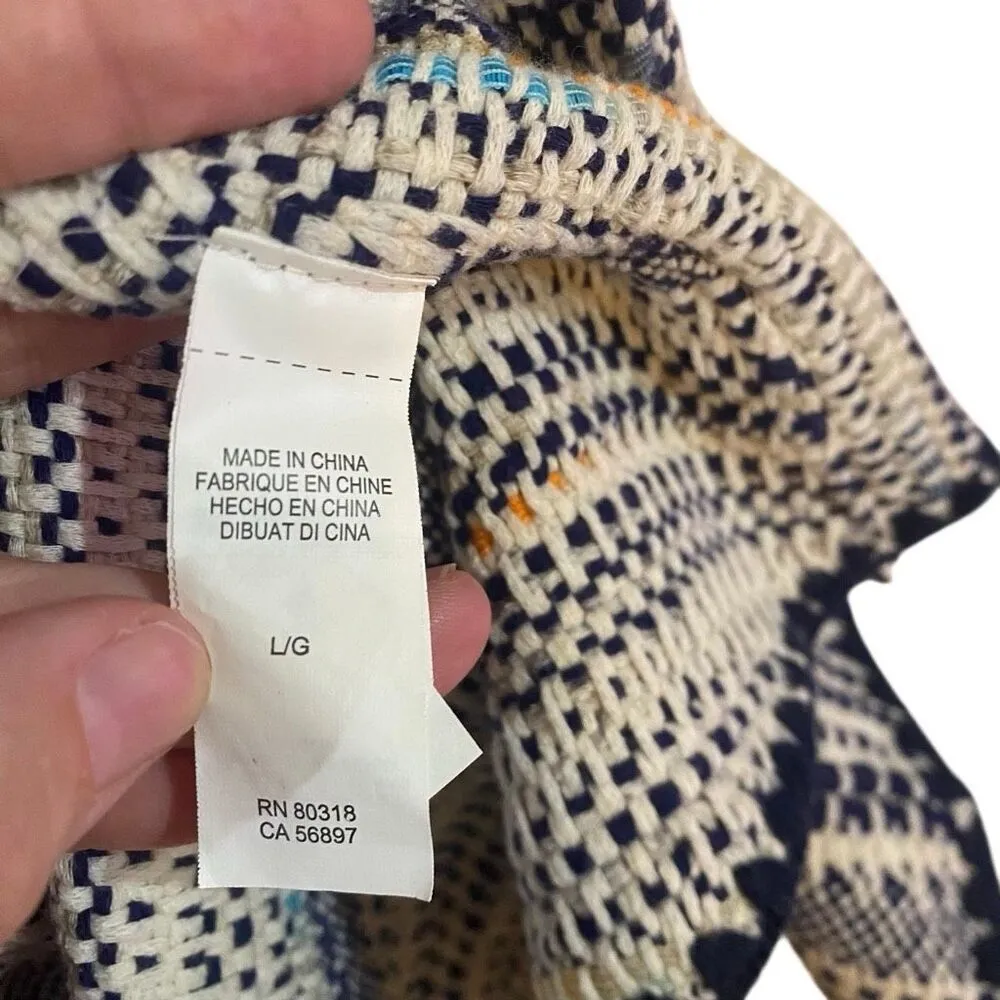 MADE IN CHINA
FABRIQUE EN CHINE
HECHO EN CHINA
DIBUAT DI CINA
L/G
RN 80318
CA 56897